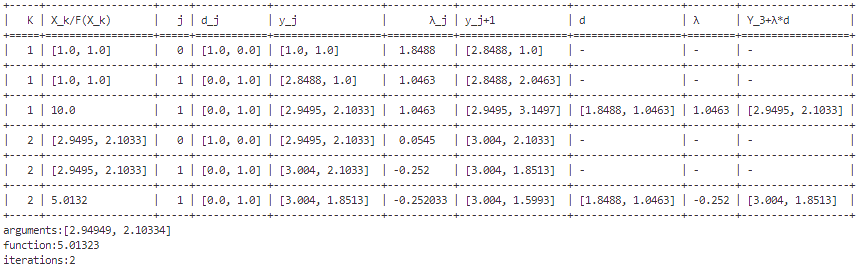 | K | X_k/F(X_k) | j | d_j | y_j | λ_j | y_j+1 | d | λ | Y_3+λ*d |
| 1 | [1.0, 1.0] | 0 | [1.0, 0.0] | [1.0, 1.0] | 1.8488 | [2.8488, 1.0] | - | - | - |
| 1 | [1.0, 1.0] | 1 | [0.0, 1.0] | [2.8488, 1.0] | 1.0463 | [2.8488, 2.0463] | - | - | - |
| 1 | 10.0 | 1 | [0.0, 1.0] | [2.9495, 2.1033] | 1.0463 | [2.9495, 3.1497] | [1.8488, 1.0463] | 1.0463 | [2.9495, 2.1033] |
| 2 | [2.9495, 2.1033] | 0 | [1.0, 0.0] | [2.9495, 2.1033] | 0.0545 | [3.004, 2.1033] | - | - | - |
| 2 | [2.9495, 2.1033] | 1 | [0.0, 1.0] | [3.004, 2.1033] | -0.252 | [3.004, 1.8513] | - | - | - |
| 2 | 5.0132 | 1 | [0.0, 1.0] | [3.004, 1.8513] | -0.252033 | [3.004, 1.5993] | [1.8488, 1.0463] | -0.252 | [3.004, 1.8513] |
arguments:[2.94949, 2.10334]
function:5.01323
iterations:2